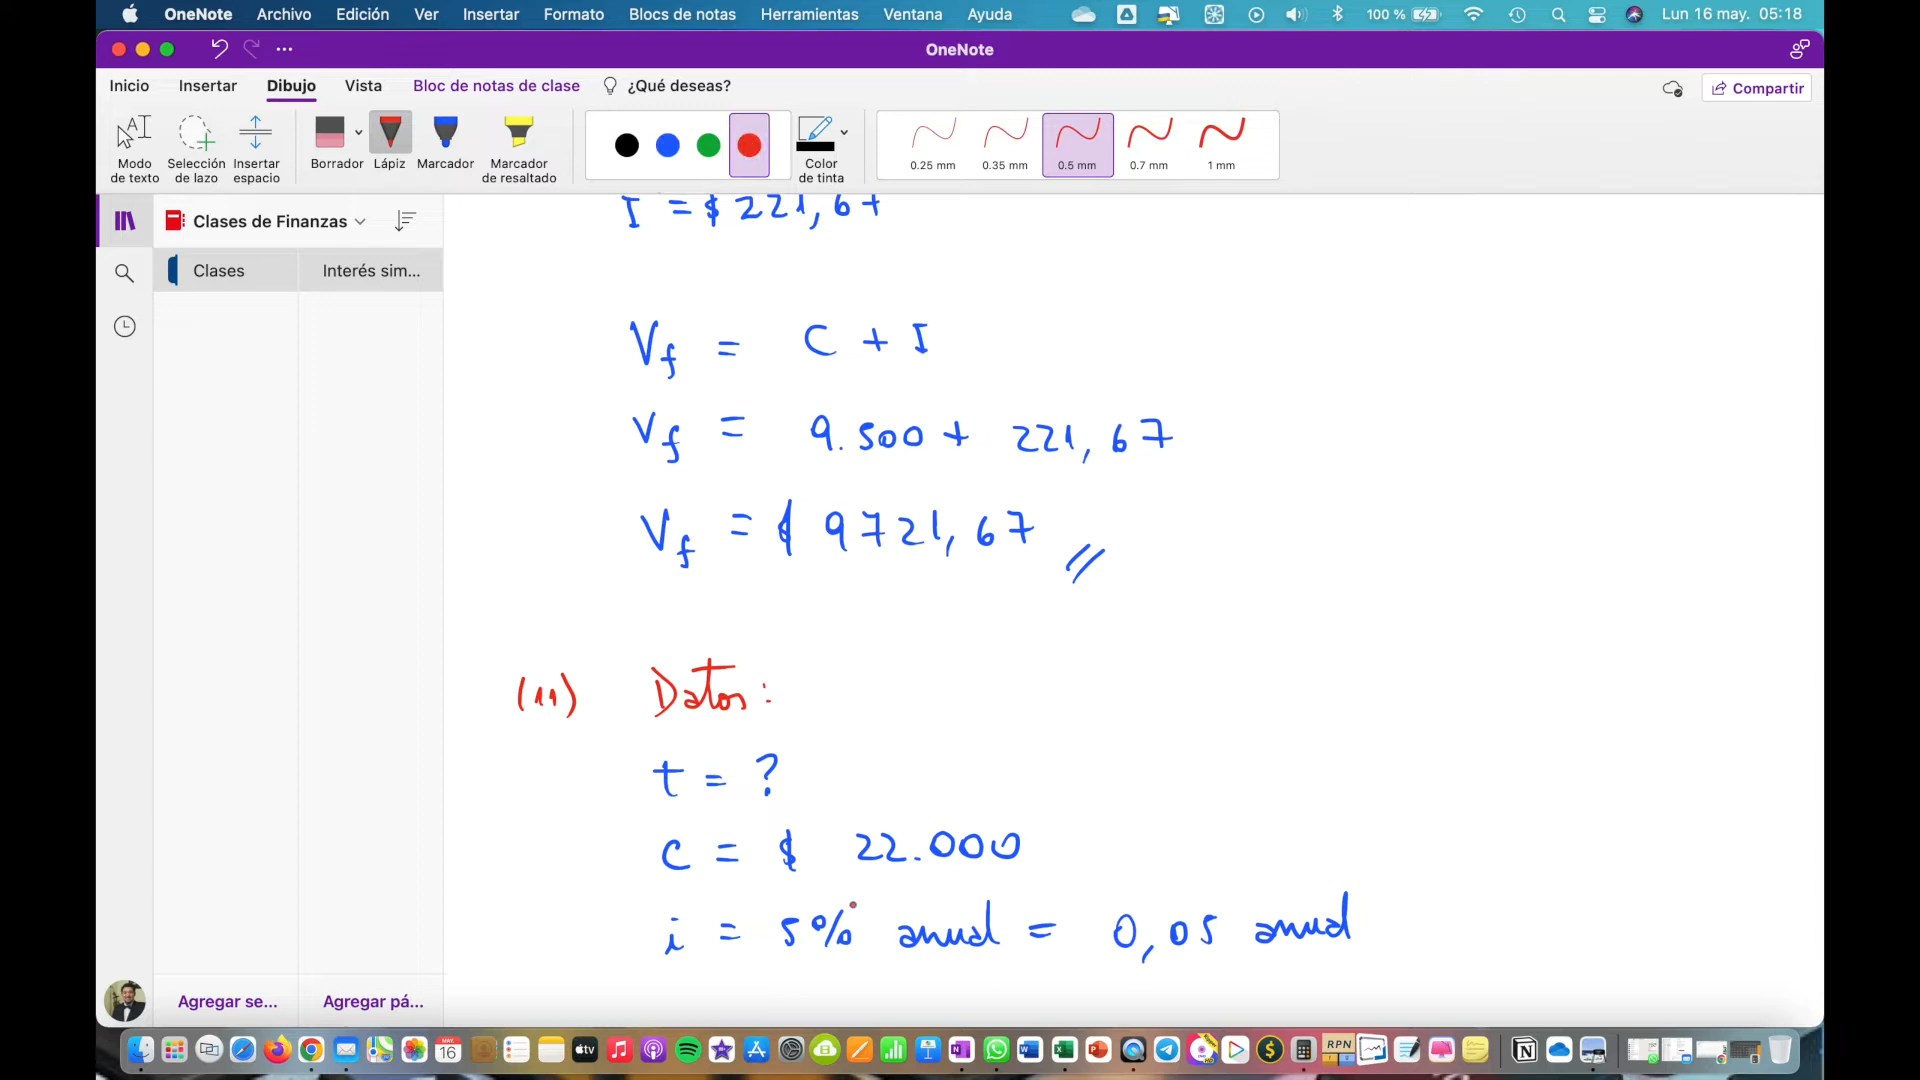 OneNote Archivo Edición Ver Insertar Formato Blocs de notas Herramientas Ventana Ayuda 100 % Lun 16 may. 05:18
OneNote
Inicio Insertar Dibujo Vista Bloc de notas de clase ¿Qué deseas? Compartir
Modo de texto
Selección de lazo
Insertar espacio
Borrador
Lápiz
Marcador
Marcador de resaltado
Color de tinta
0.25 mm 0.35 mm 0.5 mm 0.7 mm 1 mm
Clases de Finanzas
Clases Interés sim...
I = $ 221,67
Vf = C + I
Vf = 9.500 + 221,67
Vf = $ 9721,67
(11) Datos:
t = ?
C = $ 22.000
i = 5% anual = 0,05 anual
Agregar se... Agregar pá...
MAY 16
tv
RPN